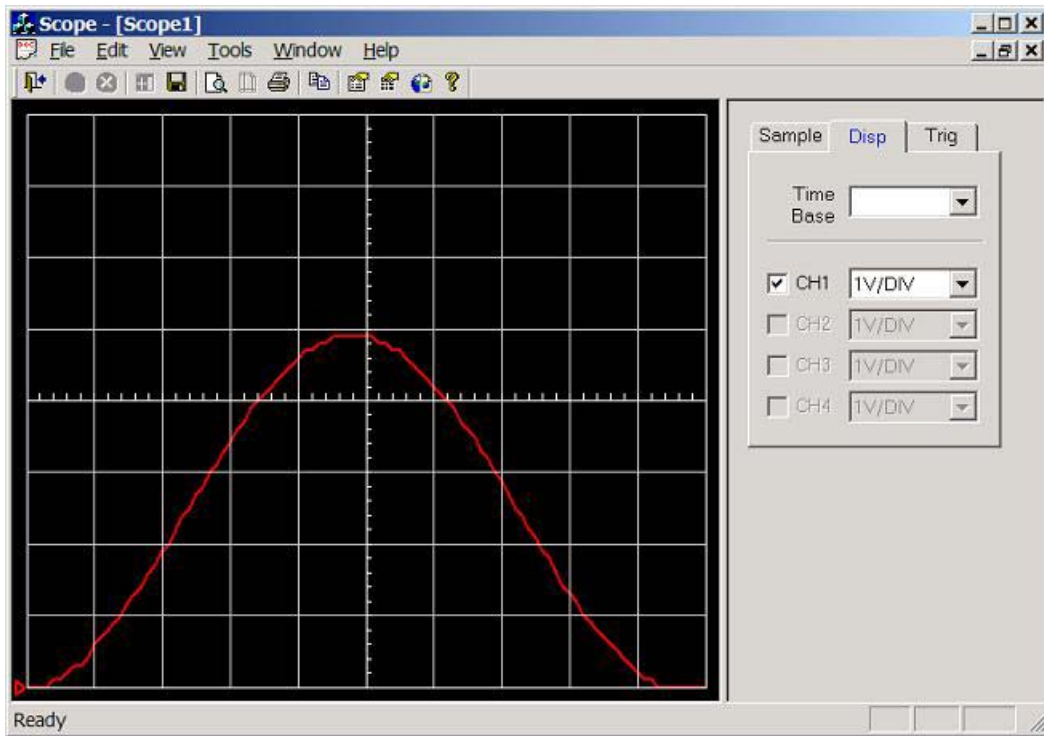 Scope - [Scope1]
File Edit View Tools Window Help
Sample Disp Trig
Time
Base
CH1 1V/DIV
CH2 1V/DIV
CH3 1V/DIV
CH4 1V/DIV
Ready